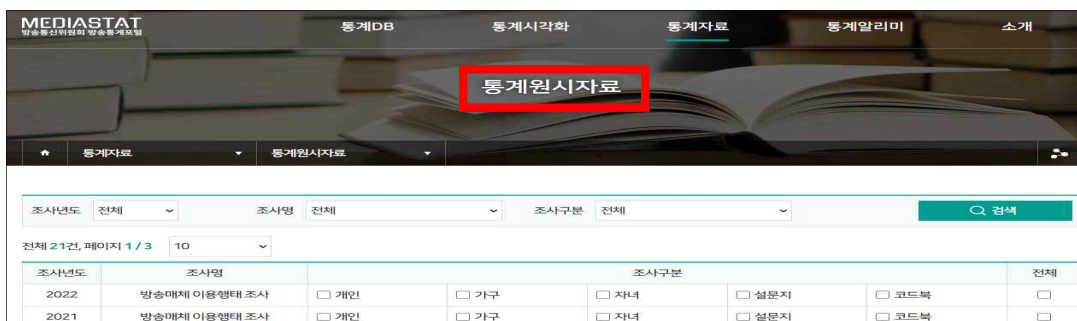 MEDIASTAT
방송통신위원회 방송통계포털
통계DB 통계시각화 통계자료 통계알리미 소개
통계원시자료
통계자료 통계원시자료
조사년도 전체 조사명 전체 조사구분 전체 검색
전체 21건, 페이지 1 / 3 10
조사년도 조사명 조사구분 전체
2022 방송매체 이용행태 조사 개인 가구 자녀 설문지 코드북
2021 방송매체 이용행태 조사 개인 가구 자녀 설문지 코드북